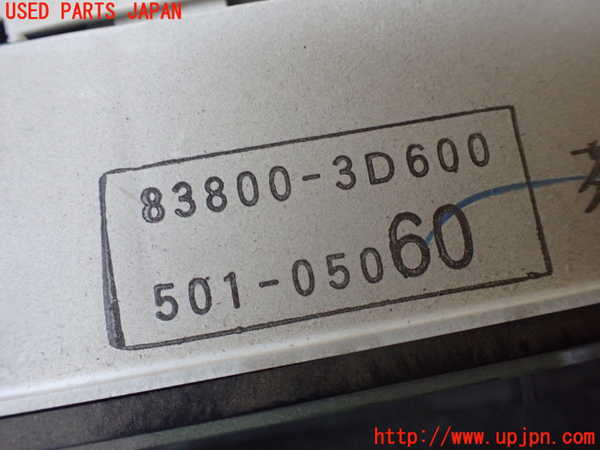 USED PARTS JAPAN
83800-3D600
501-05060
http://www.upjpn.com/